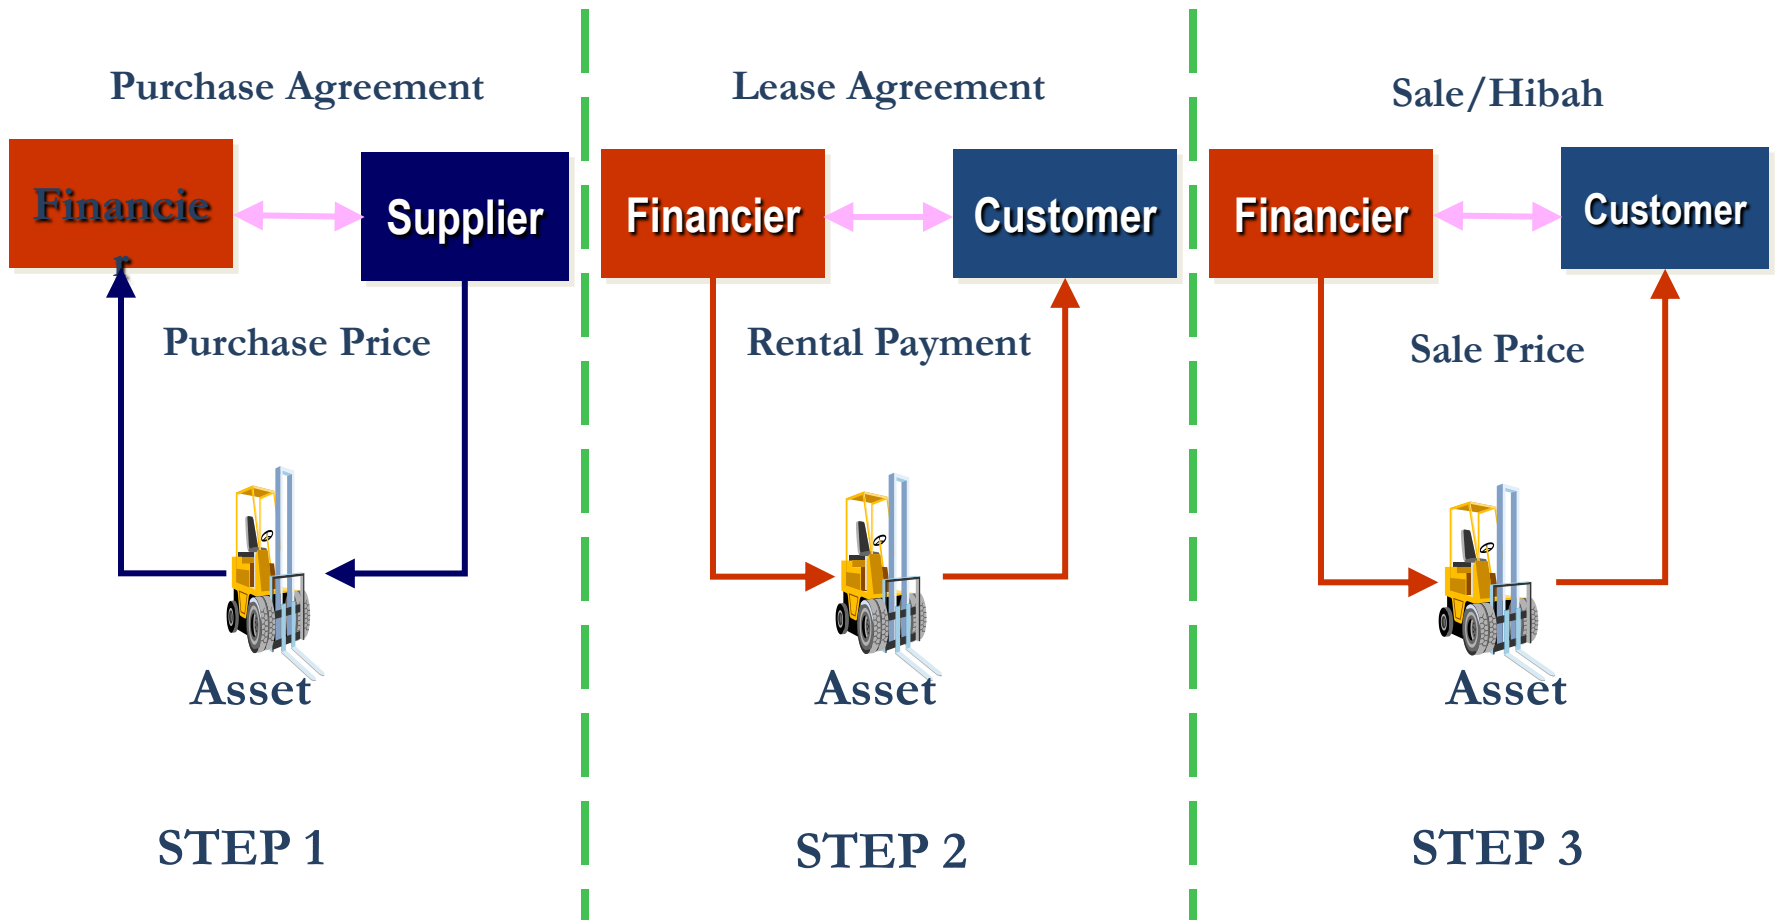 Purchase Agreement
Financie
r
Supplier
Purchase Price
Asset
STEP 1
Lease Agreement
Financier
Customer
Rental Payment
Asset
STEP 2
Sale/Hibah
Financier
Customer
Sale Price
Asset
STEP 3